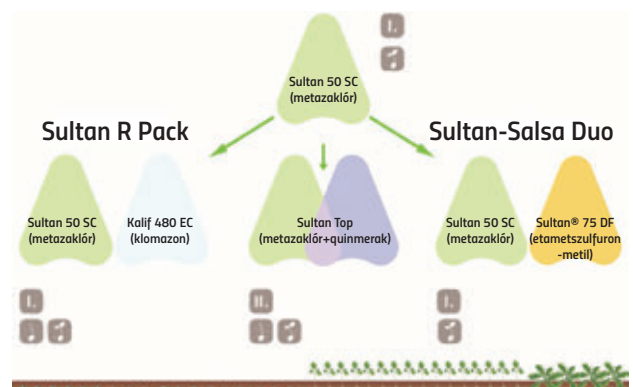 I.
Sultan 50 SC
(metazaklór)
Sultan R Pack
Sultan-Salsa Duo
Sultan 50 SC
(metazaklór)
Kalif 480 EC
(klomazon)
Sultan Top
(metazaklór+quinmerak)
Sultan 50 SC
(metazaklór)
Sultan® 75 DF
(etametszulfuron
-metil)
I.
II.
I.